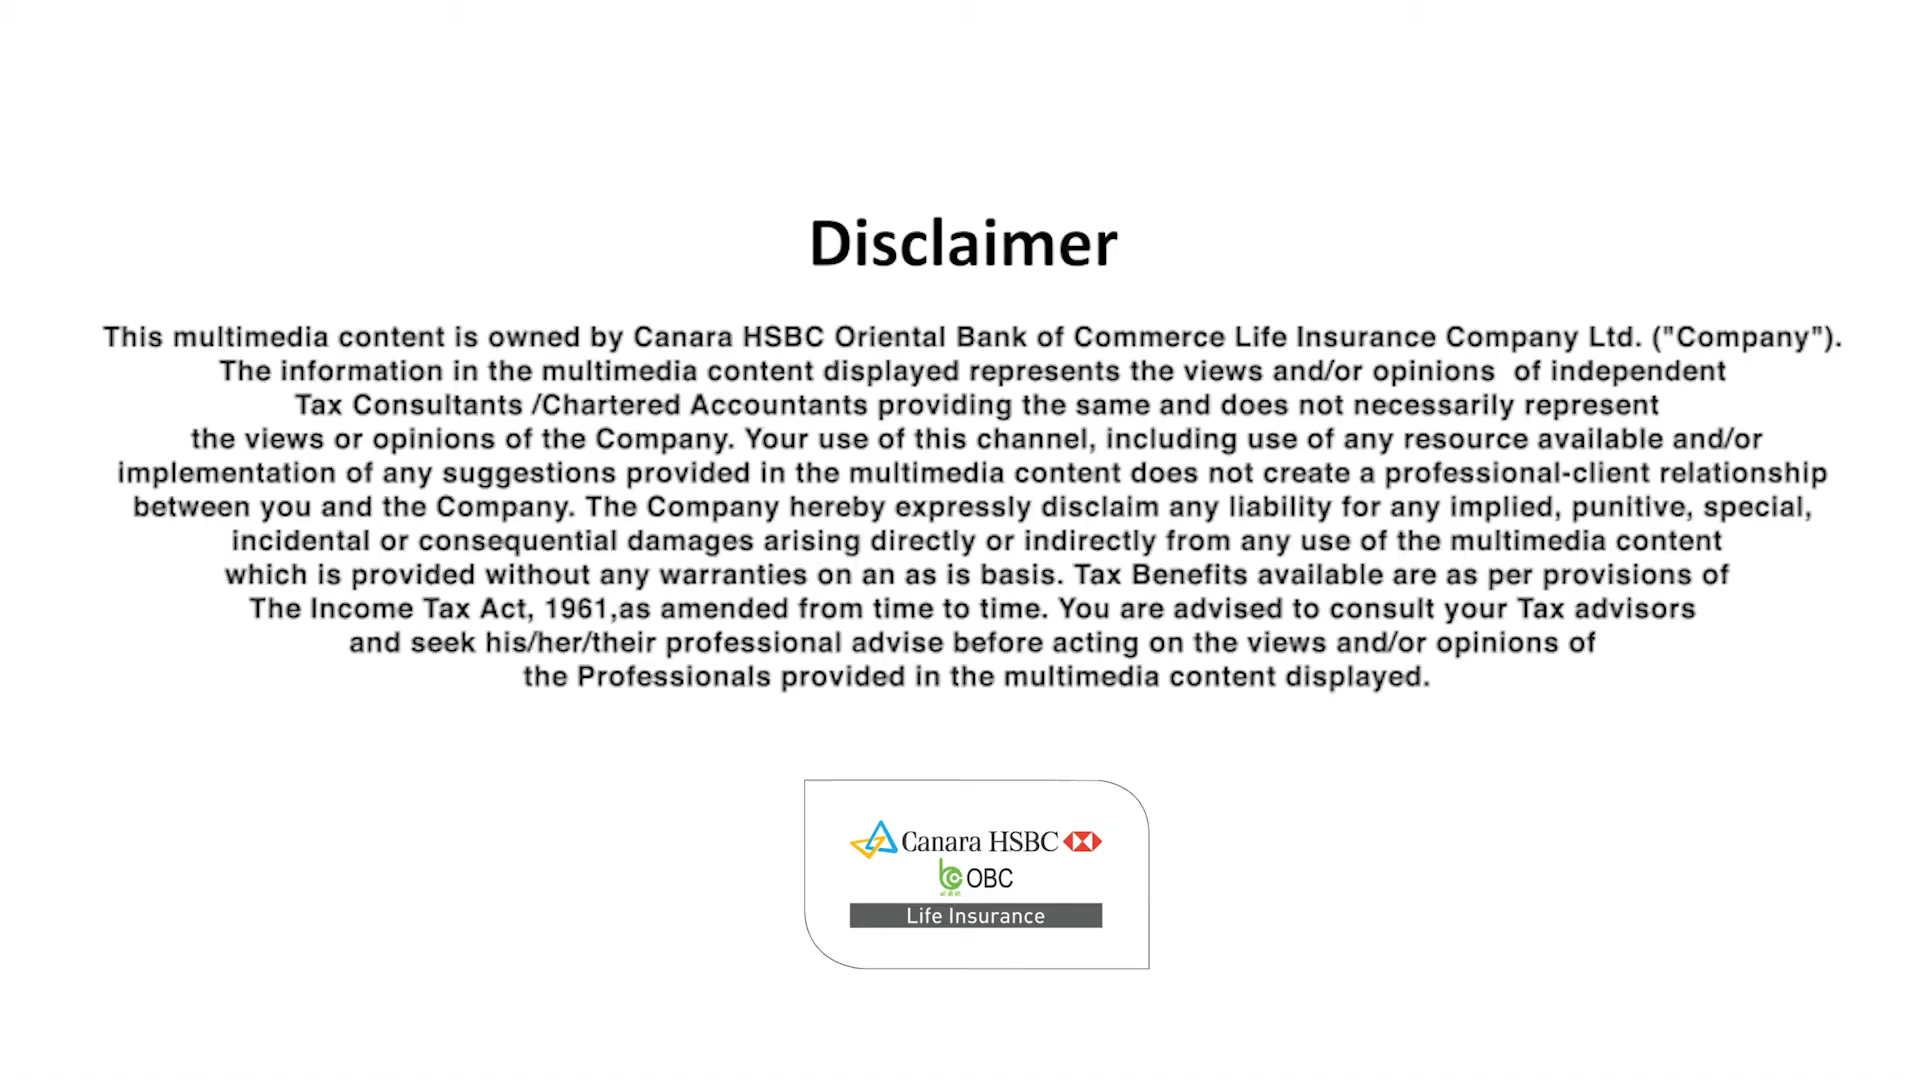 Disclaimer
This multimedia content is owned by Canara HSBC Oriental Bank of Commerce Life Insurance Company Ltd. ("Company").
The information in the multimedia content displayed represents the views and/or opinions  of independent
Tax Consultants /Chartered Accountants providing the same and does not necessarily represent
the views or opinions of the Company. Your use of this channel, including use of any resource available and/or
implementation of any suggestions provided in the multimedia content does not create a professional-client relationship
between you and the Company. The Company hereby expressly disclaim any liability for any implied, punitive, special,
incidental or consequential damages arising directly or indirectly from any use of the multimedia content
which is provided without any warranties on an as is basis. Tax Benefits available are as per provisions of
The Income Tax Act, 1961,as amended from time to time. You are advised to consult your Tax advisors
and seek his/her/their professional advise before acting on the views and/or opinions of
the Professionals provided in the multimedia content displayed.
Canara HSBC
OBC
Life Insurance